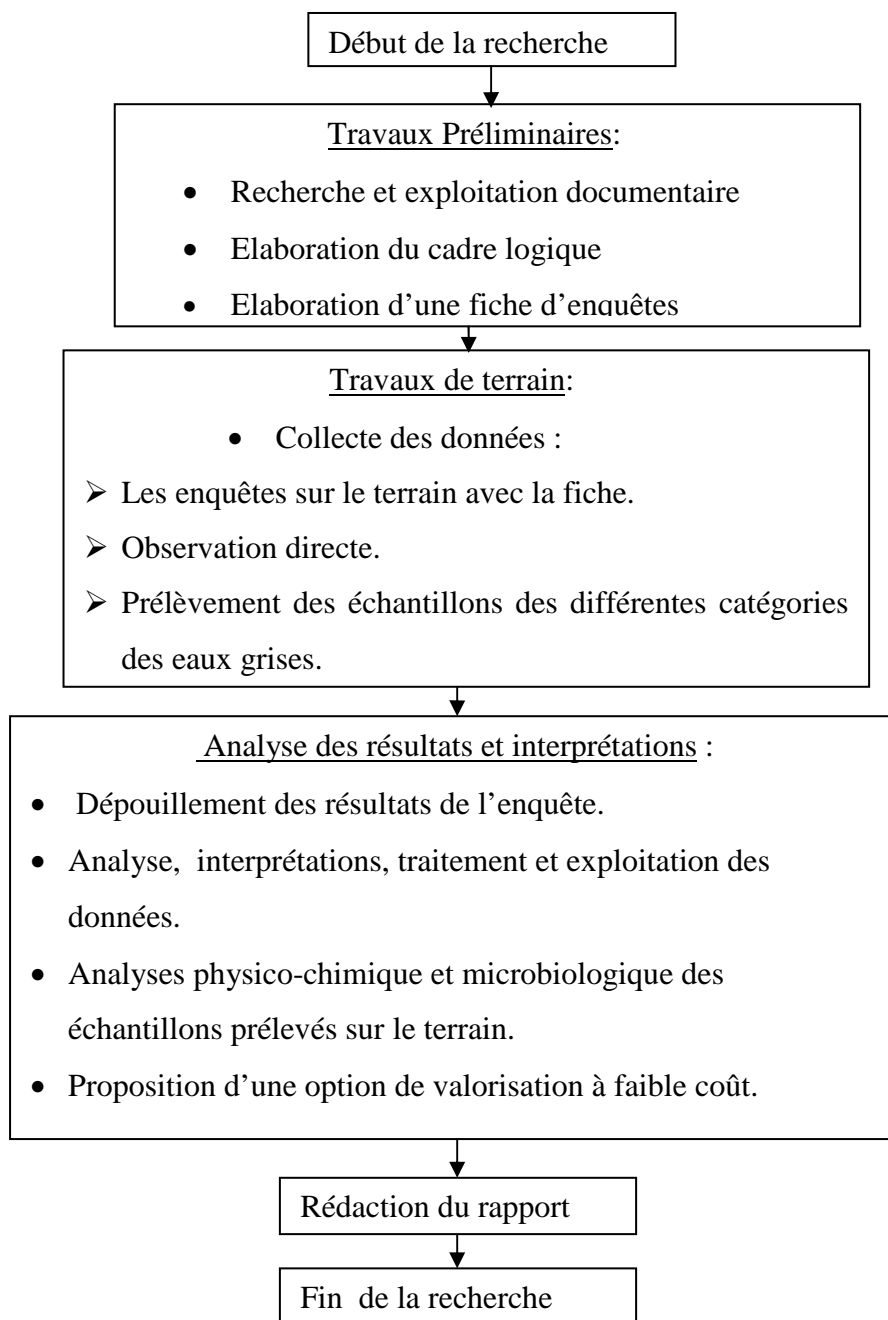 Début de la recherche
Travaux Préliminaires:
• Recherche et exploitation documentaire
• Elaboration du cadre logique
• Elaboration d’une fiche d’enquêtes
Travaux de terrain:
• Collecte des données :
➢ Les enquêtes sur le terrain avec la fiche.
➢ Observation directe.
➢ Prélèvement des échantillons des différentes catégories
des eaux grises.
Analyse des résultats et interprétations :
• Dépouillement des résultats de l’enquête.
• Analyse, interprétations, traitement et exploitation des
données.
• Analyses physico-chimique et microbiologique des
échantillons prélevés sur le terrain.
• Proposition d’une option de valorisation à faible coût.
Rédaction du rapport
Fin de la recherche